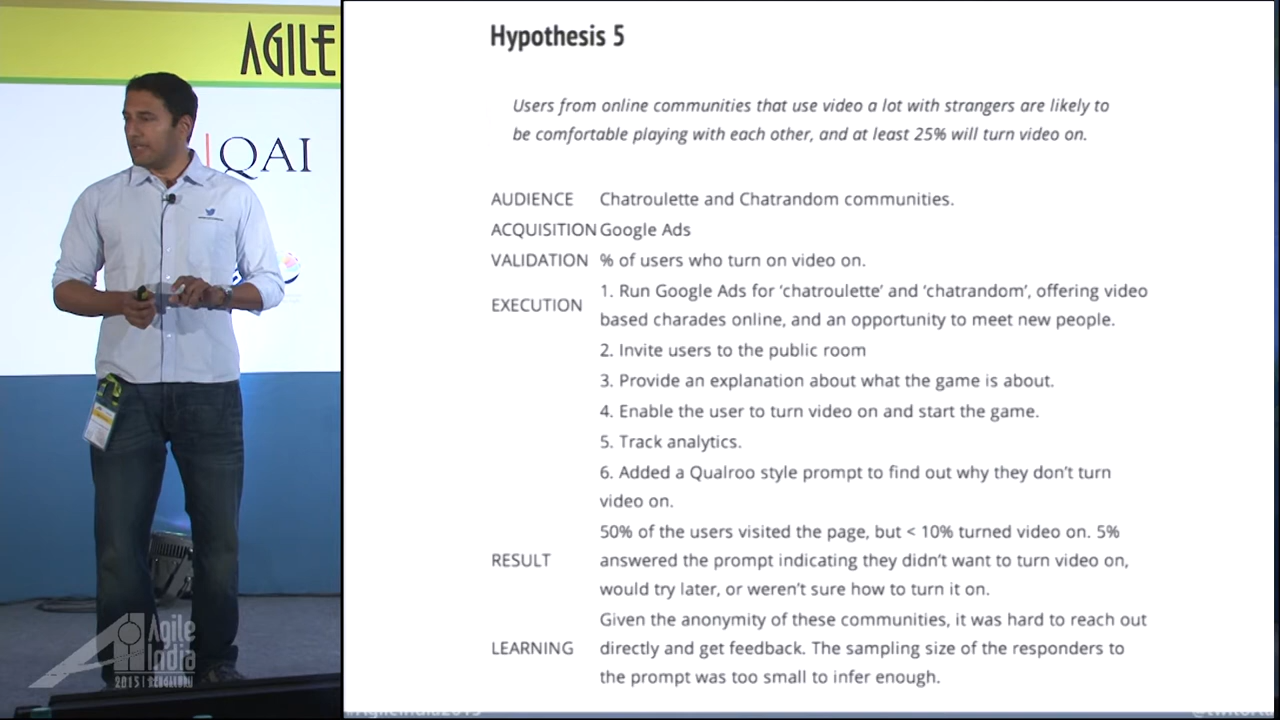 AGILE
QAI
Agile
India
2015 | BENGALURU
Hypothesis 5
Users from online communities that use video a lot with strangers are likely to
be comfortable playing with each other, and at least 25% will turn video on.
AUDIENCE Chatroulette and Chatrandom communities.
ACQUISITION Google Ads
VALIDATION % of users who turn on video on.
EXECUTION 1. Run Google Ads for ‘chatroulette’ and ‘chatrandom’, offering video
based charades online, and an opportunity to meet new people.
2. Invite users to the public room
3. Provide an explanation about what the game is about.
4. Enable the user to turn video on and start the game.
5. Track analytics.
6. Added a Qualroo style prompt to find out why they don’t turn
video on.
50% of the users visited the page, but < 10% turned video on. 5%
RESULT answered the prompt indicating they didn’t want to turn video on,
would try later, or weren’t sure how to turn it on.
Given the anonymity of these communities, it was hard to reach out
LEARNING directly and get feedback. The sampling size of the responders to
the prompt was too small to infer enough.